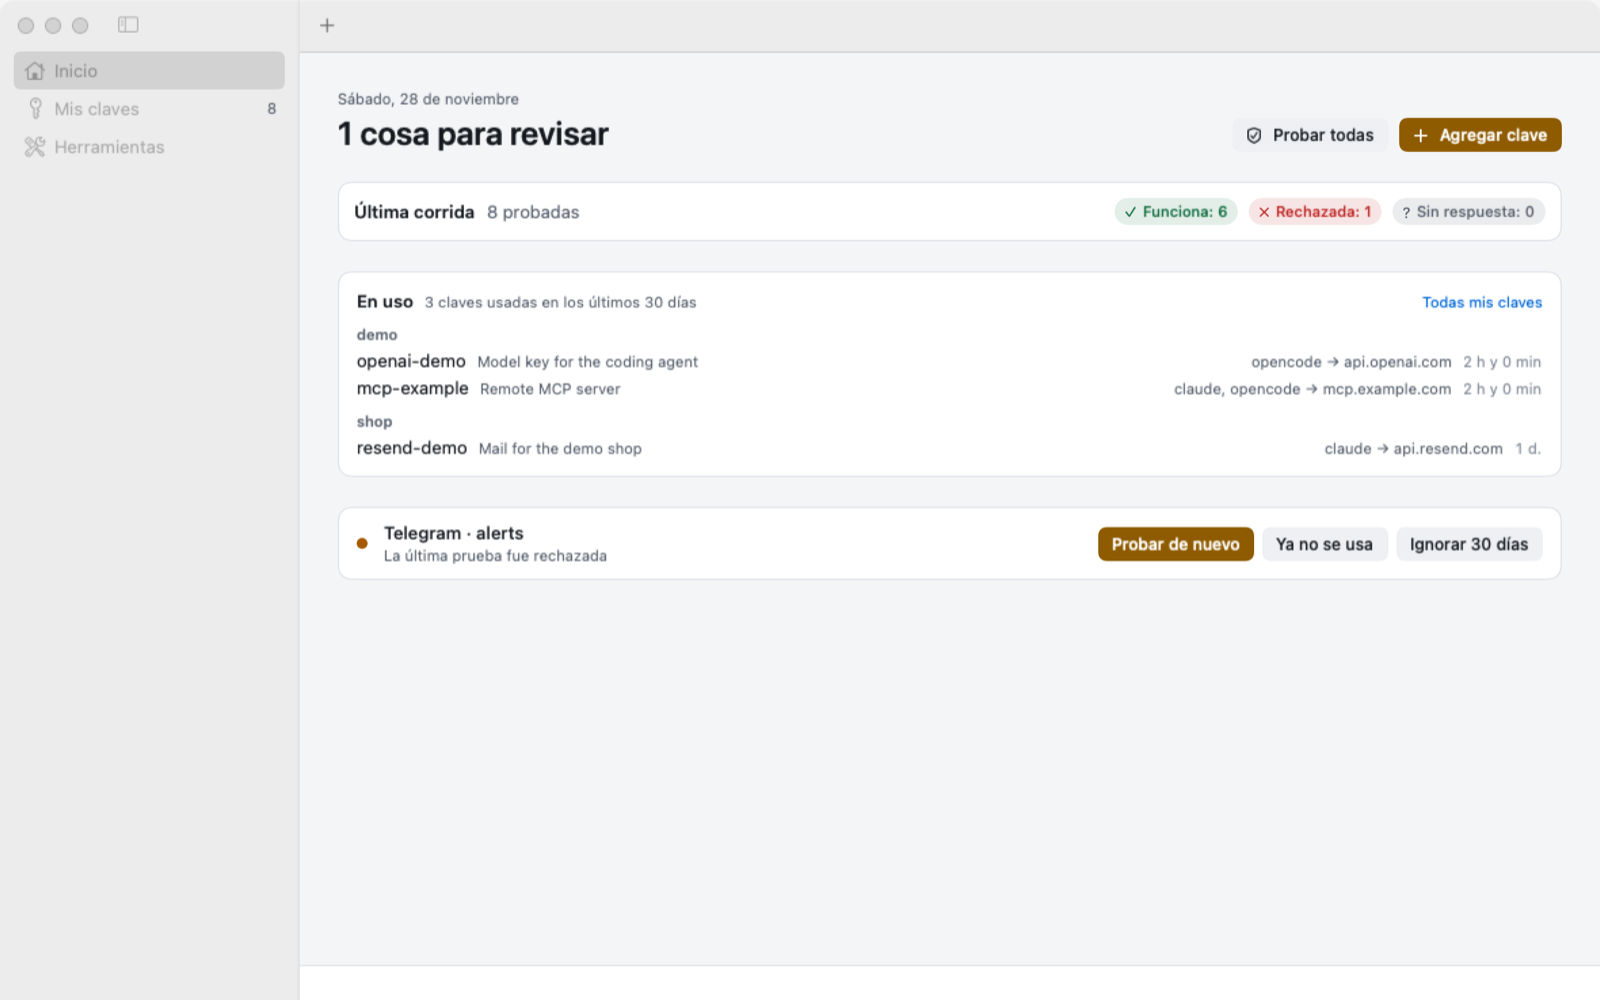 Inicio
Mis claves 8
Herramientas
Sábado, 28 de noviembre
1 cosa para revisar
Probar todas
Agregar clave
Última corrida 8 probadas
✓ Funciona: 6
✕ Rechazada: 1
? Sin respuesta: 0
En uso 3 claves usadas en los últimos 30 días
Todas mis claves
demo
openai-demo Model key for the coding agent opencode → api.openai.com 2 h y 0 min
mcp-example Remote MCP server claude, opencode → mcp.example.com 2 h y 0 min
shop
resend-demo Mail for the demo shop claude → api.resend.com 1 d.
Telegram · alerts
La última prueba fue rechazada
Probar de nuevo
Ya no se usa
Ignorar 30 días